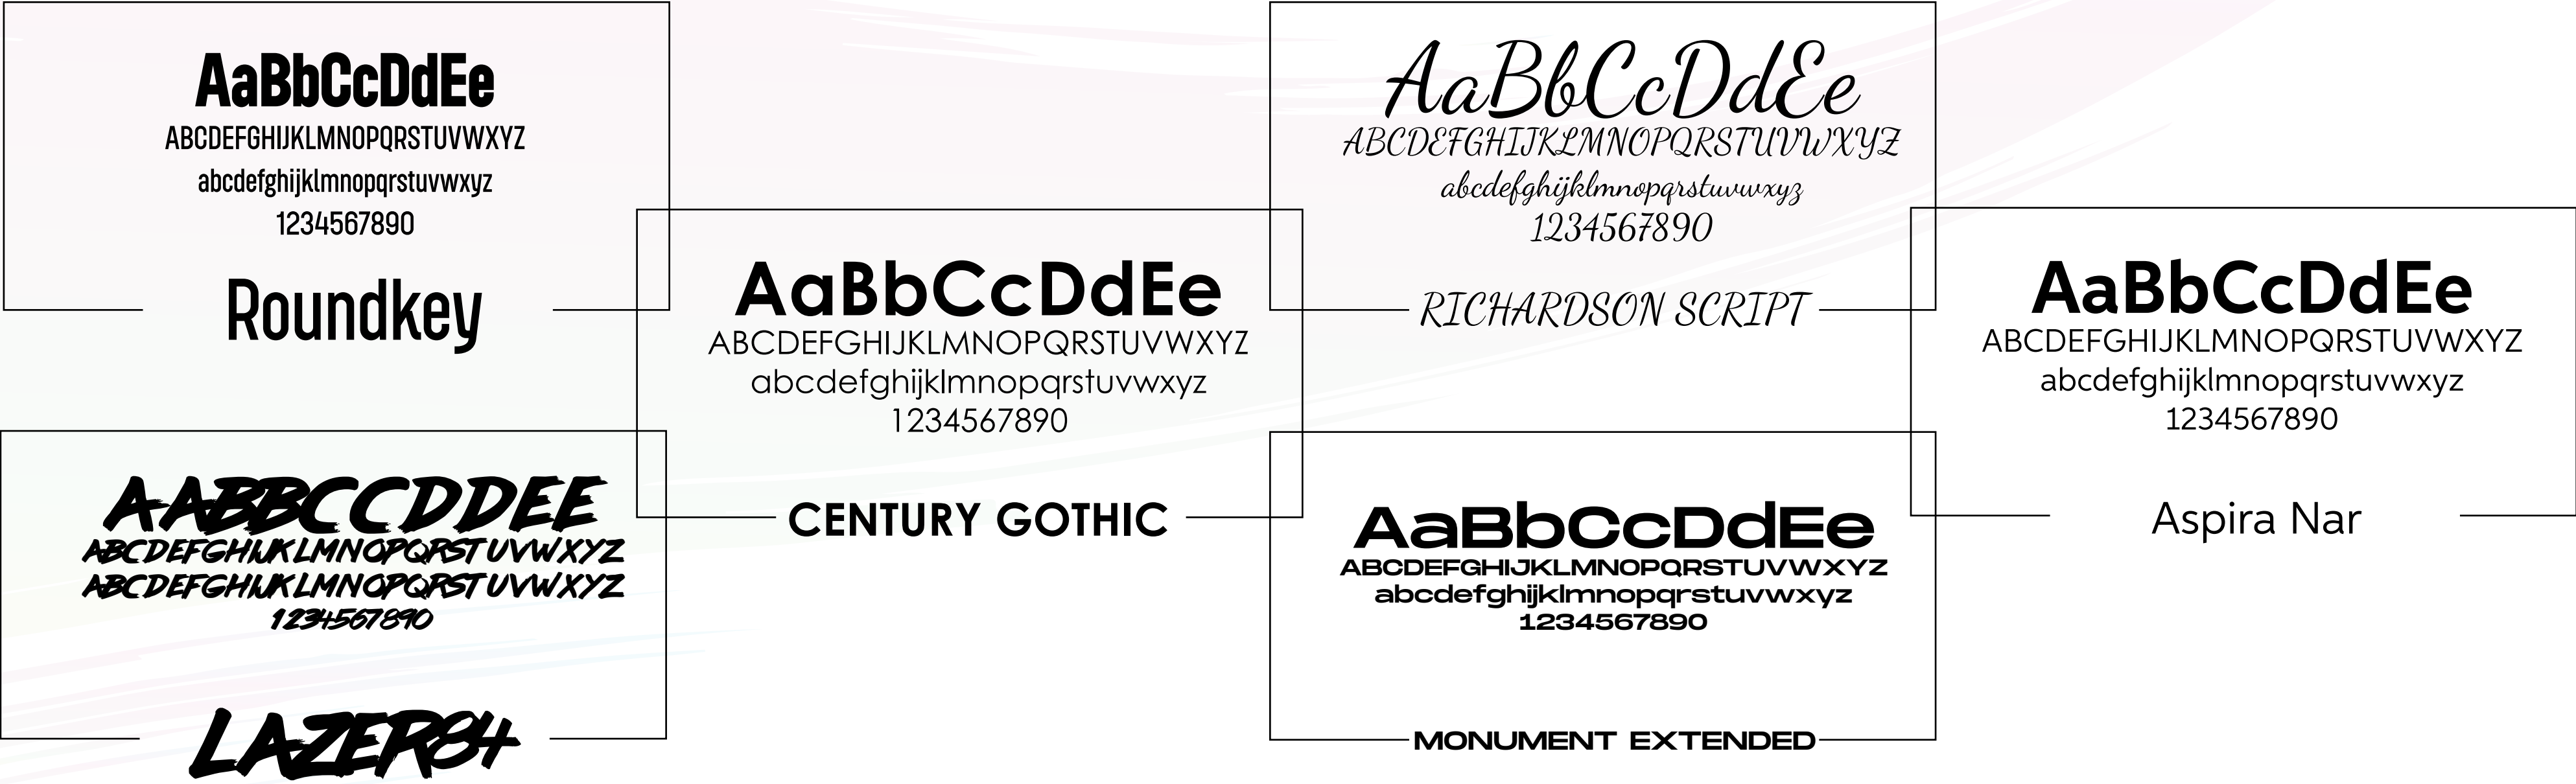 AaBbCcDdEe
ABCDEFGHIJKLMNOPQRSTUVWXYZ
abcdefghijklmnopqrstuvwxyz
1234567890
Roundkey
AABBCCDDEE
ABCDEFGHIJKLMNOPQRSTUVWXYZ
ABCDEFGHIJKLMNOPQRSTUVWXYZ
1234567890
LAZER84
AaBbCcDdEe
ABCDEFGHIJKLMNOPQRSTUVWXYZ
abcdefghijklmnopqrstuvwxyz
1234567890
CENTURY GOTHIC
AaBbCcDdEe
ABCDEFGHIJKLMNOPQRSTUVWXYZ
abcdefghijklmnopqrstuvwxyz
1234567890
RICHARDSON SCRIPT
AaBbCcDdEe
ABCDEFGHIJKLMNOPQRSTUVWXYZ
abcdefghijklmnopqrstuvwxyz
1234567890
MONUMENT EXTENDED
AaBbCcDdEe
ABCDEFGHIJKLMNOPQRSTUVWXYZ
abcdefghijklmnopqrstuvwxyz
1234567890
Aspira Nar